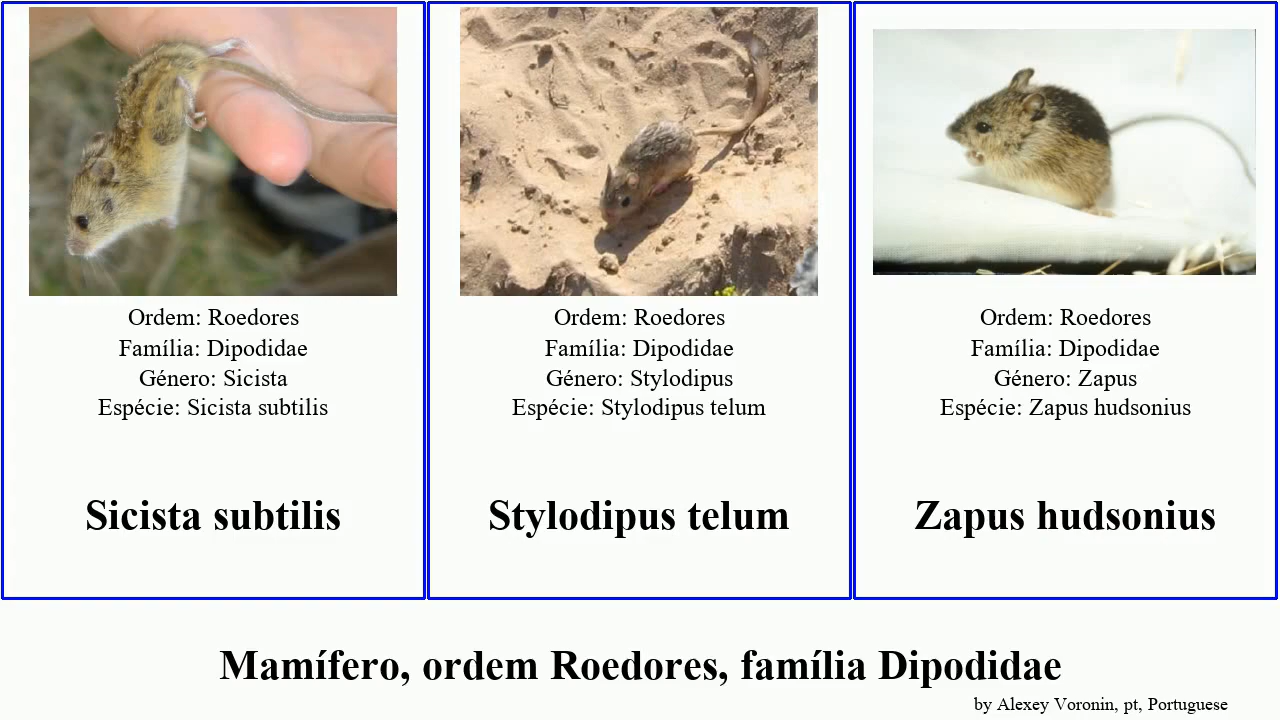 Ordem: Roedores
Família: Dipodidae
Género: Sicista
Espécie: Sicista subtilis
Sicista subtilis
Ordem: Roedores
Família: Dipodidae
Género: Stylodipus
Espécie: Stylodipus telum
Stylodipus telum
Ordem: Roedores
Família: Dipodidae
Género: Zapus
Espécie: Zapus hudsonius
Zapus hudsonius
Mamífero, ordem Roedores, família Dipodidae
by Alexey Voronin, pt, Portuguese